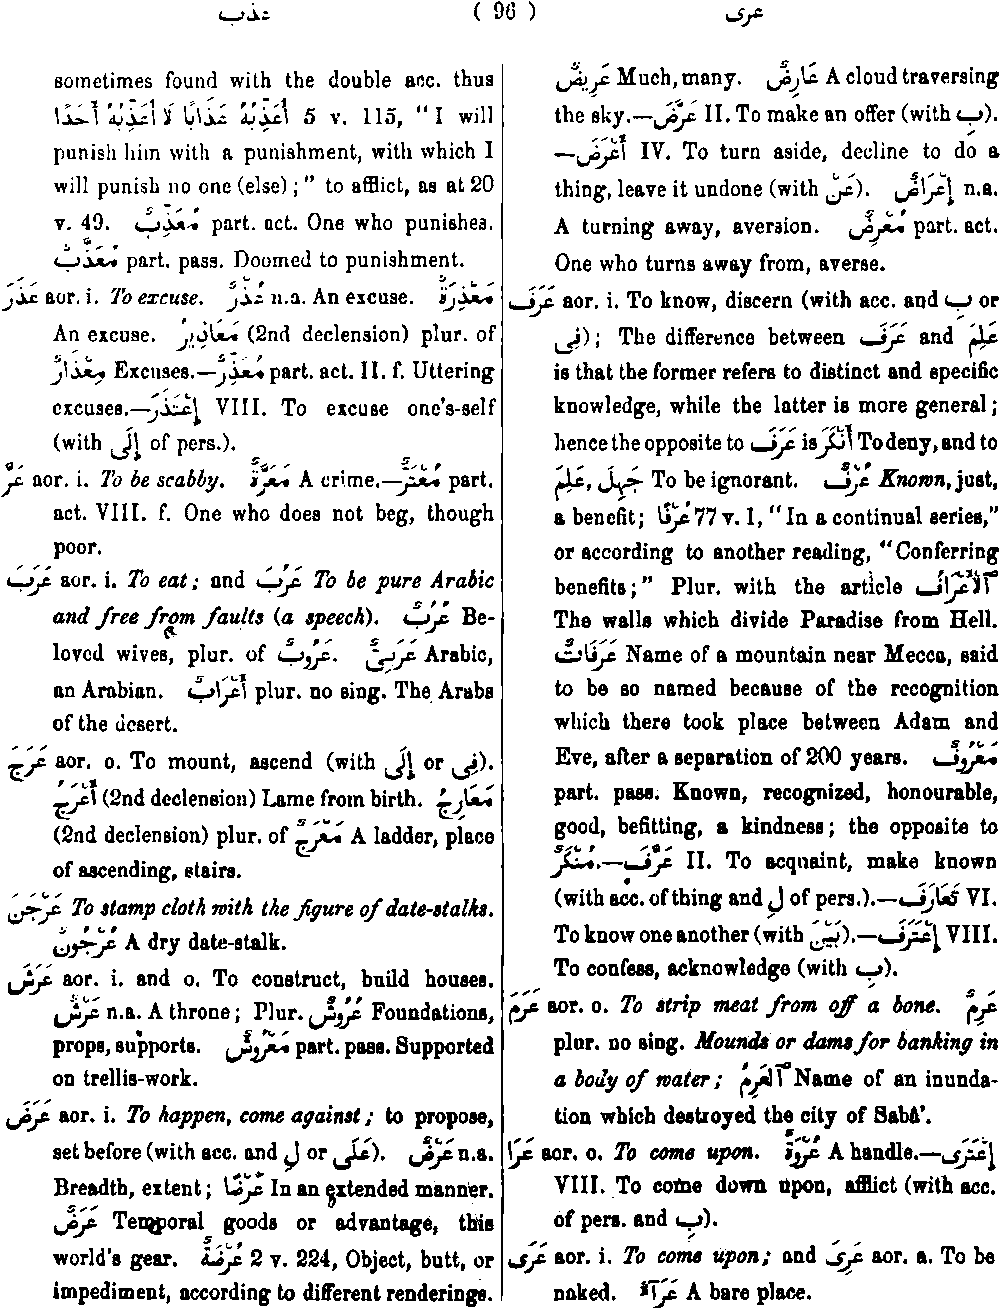 عذب ( 96 ) عرى
sometimes found with the double acc. thus
أُعَذِّبُهُ عَذَابًا لَا أُعَذِّبُهُ أَحَدًا 5 v. 115, "I will
punish him with a punishment, with which I
will punish no one (else);" to afflict, as at 20
v. 49. مُعَذِّبٌ part. act. One who punishes.
مُعَذَّبٌ part. pass. Doomed to punishment.
عَذَرَ aor. i. To excuse. عُذْرٌ n.a. An excuse. مَعْذِرَةٌ
An excuse. مَعَاذِيرُ (2nd declension) plur. of
مِعْذَارٌ Excuses.—مُعَذِّرٌ part. act. II. f. Uttering
excuses.—إِعْتَذَرَ VIII. To excuse one's-self
(with إِلَى of pers.).
عَرَّ aor. i. To be scabby. مَعَرَّةٌ A crime.—مُعْتَرٌّ part.
act. VIII. f. One who does not beg, though
poor.
عَرَبَ aor. i. To eat; and عَرُبَ To be pure Arabic
and free from faults (a speech). عُرُبٌ Be-
loved wives, plur. of عَرُوبٌ. عَرَبِيٌّ Arabic,
an Arabian. أَعْرَابٌ plur. no sing. The Arabs
of the desert.
عَرَجَ aor. o. To mount, ascend (with إِلَى or فِي).
أَعْرَجُ (2nd declension) Lame from birth. مَعَارِجُ
(2nd declension) plur. of مَعْرَجٌ A ladder, place
of ascending, stairs.
عَرْجَنَ To stamp cloth with the figure of date-stalks.
عُرْجُونٌ A dry date-stalk.
عَرَشَ aor. i. and o. To construct, build houses.
عَرْشٌ n.a. A throne; Plur. عُرُوشٌ Foundations,
props, supports. مَعْرُوشٌ part. pass. Supported
on trellis-work.
عَرَضَ aor. i. To happen, come against; to propose,
set before (with acc. and لِ or عَلَى). عَرْضٌ n.a.
Breadth, extent; عَرْضًا In an extended manner.
عَرَضٌ Temporal goods or advantage, this
world's gear. عُرْضَةٌ 2 v. 224, Object, butt, or
impediment, according to different renderings.
عَرِيضٌ Much, many. عَارِضٌ A cloud traversing
the sky.—عَرَّضَ II. To make an offer (with بِ).
—أَعْرَضَ IV. To turn aside, decline to do a
thing, leave it undone (with عَنْ). إِعْرَاضٌ n.a.
A turning away, aversion. مُعْرِضٌ part. act.
One who turns away from, averse.
عَرَفَ aor. i. To know, discern (with acc. and بِ or
فِي); The difference between عَرَفَ and عَلِمَ
is that the former refers to distinct and specific
knowledge, while the latter is more general;
hence the opposite to عَرَفَ is أَنْكَرَ To deny, and to
عَلِمَ, جَهِلَ To be ignorant. عُرْفٌ Known, just,
a benefit; عُرْفًا 77 v. 1, "In a continual series,"
or according to another reading, "Conferring
benefits;" Plur. with the article الْأَعْرَافُ
The walls which divide Paradise from Hell.
عَرَفَاتٌ Name of a mountain near Mecca, said
to be so named because of the recognition
which there took place between Adam and
Eve, after a separation of 200 years. مَعْرُوفٌ
part. pass. Known, recognized, honourable,
good, befitting, a kindness; the opposite to
مُنْكَرٌ.—عَرَّفَ II. To acquaint, make known
(with acc. of thing and لِ of pers.).—تَعَارَفَ VI.
To know one another (with بَيْنَ).—إِعْتَرَفَ VIII.
To confess, acknowledge (with بِ).
عَرَمَ aor. o. To strip meat from off a bone. عَرِمٌ
plur. no sing. Mounds or dams for banking in
a body of water; الْعَرِمُ Name of an inunda-
tion which destroyed the city of Sabâ'.
عَرَا aor. o. To come upon. عُرْوَةٌ A handle.—إِعْتَرَى
VIII. To come down upon, afflict (with acc.
of pers. and بِ).
عَرَى aor. i. To come upon; and عَرِىَ aor. a. To be
naked. عَرَآءٌ A bare place.